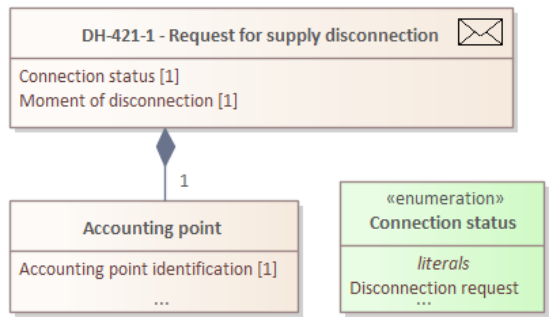 DH-421-1 - Request for supply disconnection
Connection status [1]
Moment of disconnection [1]
1
Accounting point
Accounting point identification [1]
...
«enumeration»
Connection status
literals
Disconnection request
...